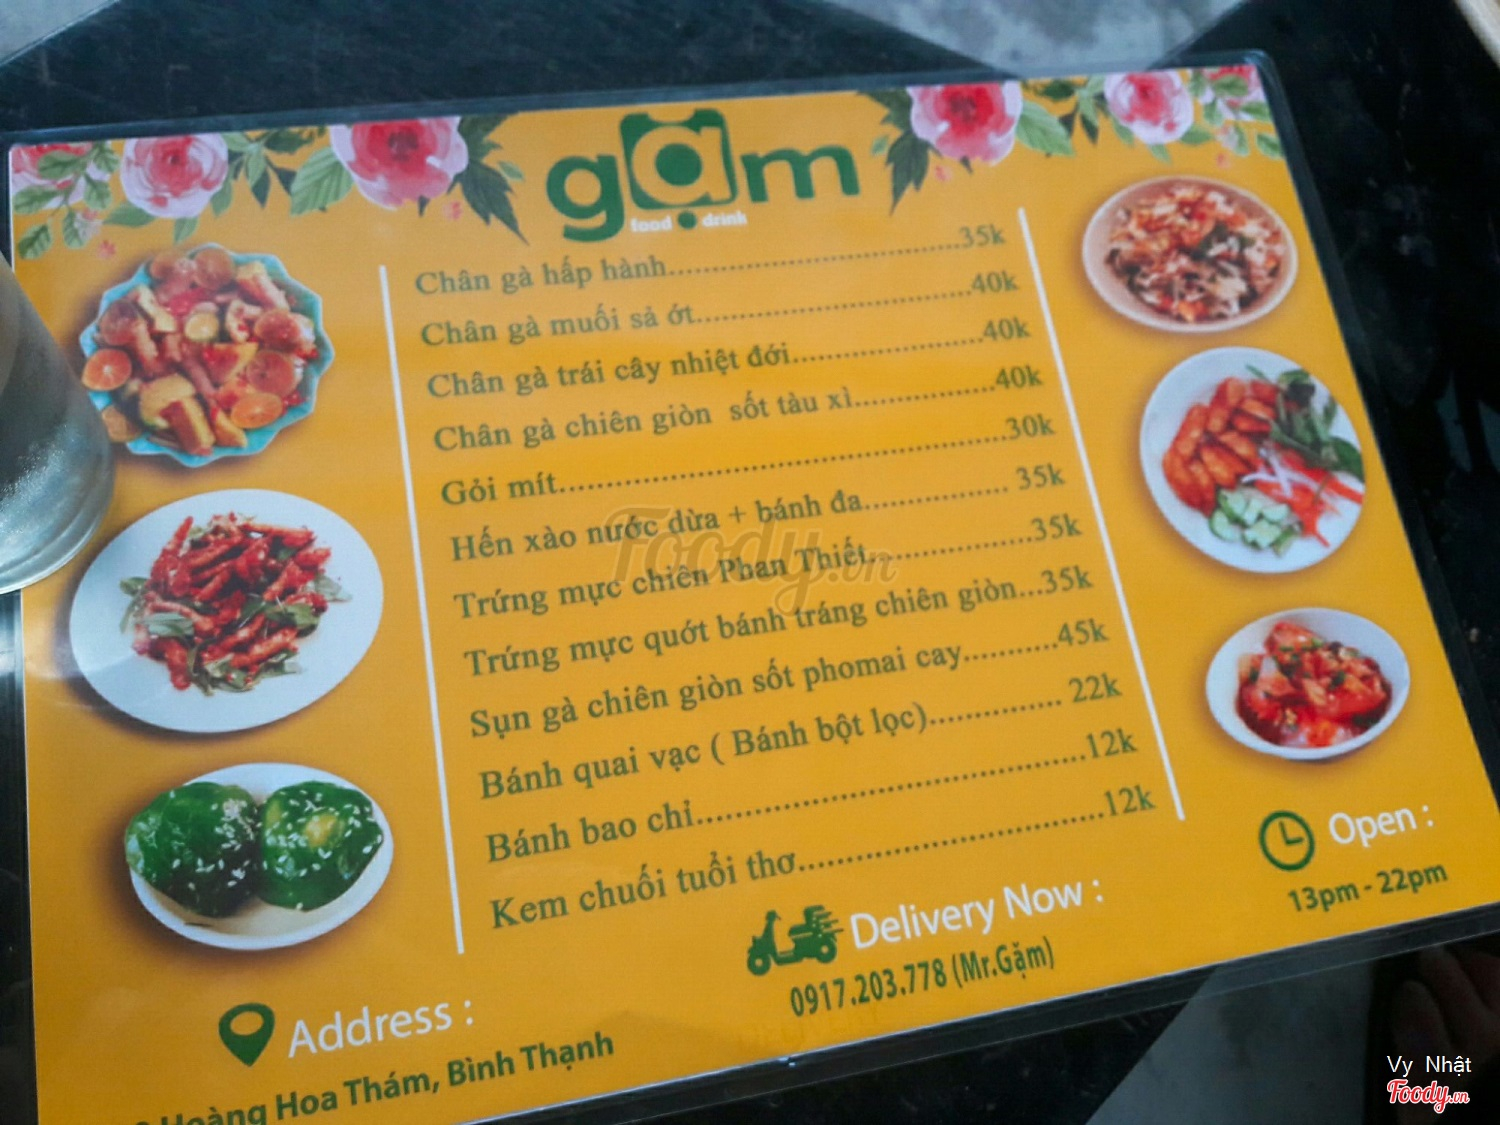 gặm
food drink
Chân gà hấp hành....................................35k
Chân gà muối sả ớt..................................40k
Chân gà trái cây nhiệt đới........................40k
Chân gà chiên giòn sốt tàu xì.................40k
Gỏi mít..................................................30k
Hến xào nước dừa + bánh đa.................. 35k
Trứng mực chiên Phan Thiết....................35k
Trứng mực quớt bánh tráng chiên giòn...35k
Sụn gà chiên giòn sốt phomai cay...........45k
Bánh quai vạc ( Bánh bột lọc)................ 22k
Bánh bao chỉ...........................................12k
Kem chuối tuổi thơ..................................12k
Open :
13pm - 22pm
Delivery Now :
0917.203.778 (Mr.Gặm)
Address :
Hoàng Hoa Thám, Bình Thạnh
Foody.vn
Vy Nhật
Foody.vn